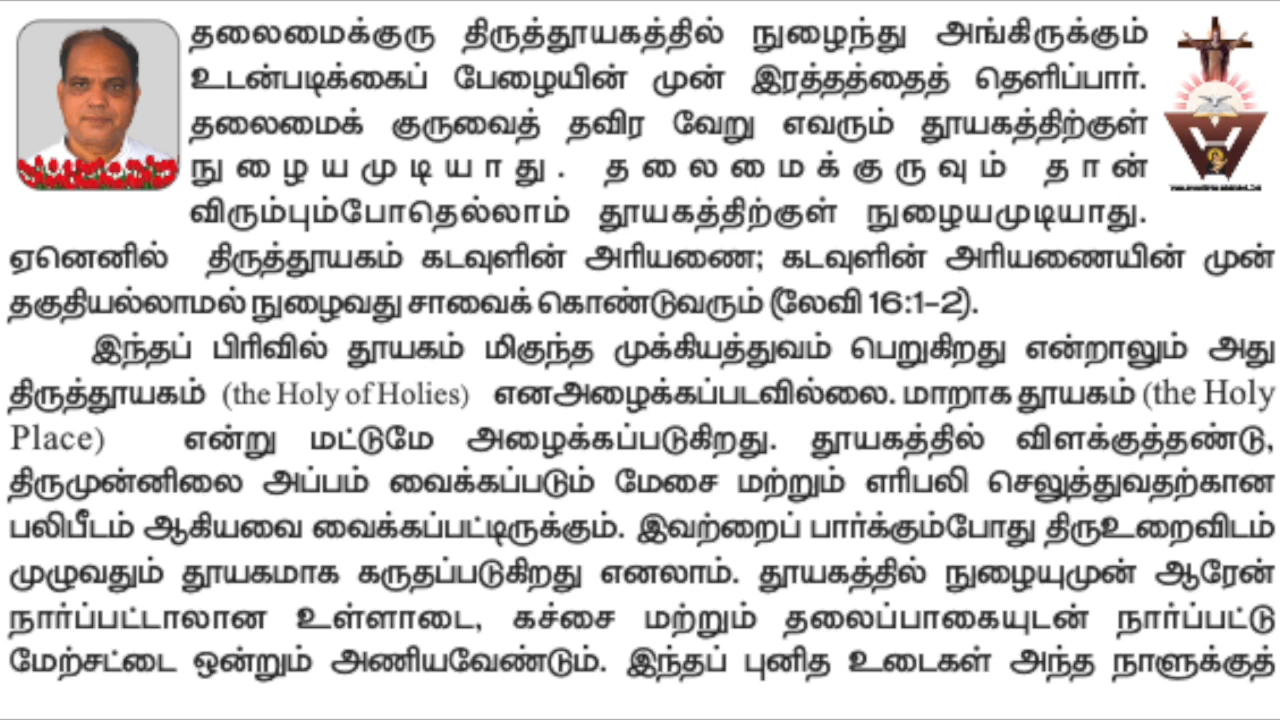 தலைமைக்குரு திருத்தூயகத்தில் நுழைந்து அங்கிருக்கும்
உடன்படிக்கைப் பேழையின் முன் இரத்தத்தைத் தெளிப்பார்.
தலைமைக் குருவைத் தவிர வேறு எவரும் தூயகத்திற்குள்
நுழையமுடியாது. தலைமைக்குருவும் தான்
விரும்பும்போதெல்லாம் தூயகத்திற்குள் நுழையமுடியாது.
ஏனெனில் திருத்தூயகம் கடவுளின் அரியணை; கடவுளின் அரியணையின் முன்
தகுதியல்லாமல் நுழைவது சாவைக் கொண்டுவரும் (லேவி 16:1-2).
இந்தப் பிரிவில் தூயகம் மிகுந்த முக்கியத்துவம் பெறுகிறது என்றாலும் அது
திருத்தூயகம் (the Holy of Holies) எனஅழைக்கப்படவில்லை. மாறாக தூயகம் (the Holy
Place) என்று மட்டுமே அழைக்கப்படுகிறது. தூயகத்தில் விளக்குத்தண்டு,
திருமுன்னிலை அப்பம் வைக்கப்படும் மேசை மற்றும் எரிபலி செலுத்துவதற்கான
பலிபீடம் ஆகியவை வைக்கப்பட்டிருக்கும். இவற்றைப் பார்க்கும்போது திருஉறைவிடம்
முழுவதும் தூயகமாக கருதப்படுகிறது எனலாம். தூயகத்தில் நுழையுமுன் ஆரேன்
நார்ப்பட்டாலான உள்ளாடை, கச்சை மற்றும் தலைப்பாகையுடன் நார்ப்பட்டு
மேற்சட்டை ஒன்றும் அணியவேண்டும். இந்தப் புனித உடைகள் அந்த நாளுக்குத்